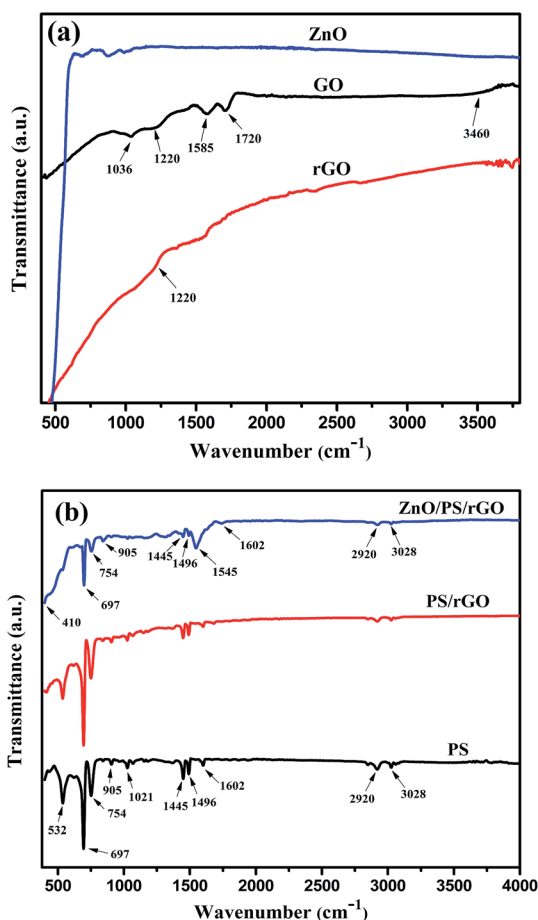 (a)
ZnO
GO
1036
1220
1585
1720
3460
rGO
1220
Transmittance (a.u.)
500 1000 1500 2000 2500 3000 3500
Wavenumber (cm⁻¹)
(b)
ZnO/PS/rGO
410
697
754
905
1445
1496
1545
1602
2920
3028
PS/rGO
PS
532
697
754
905
1021
1445
1496
1602
2920
3028
Transmittance (a.u.)
500 1000 1500 2000 2500 3000 3500 4000
Wavenumber (cm⁻¹)